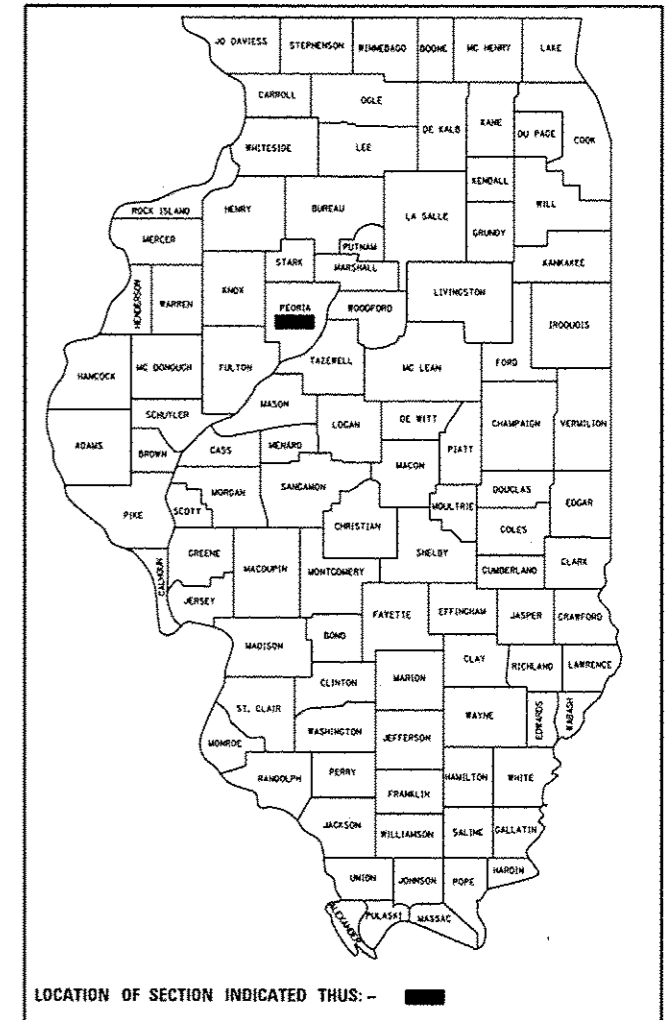 JO DAVIESS STEPHENSON WINNEBAGO BOONE MC HENRY LAKE
CARROLL OGLE DE KALB KANE DU PAGE COOK
WHITESIDE LEE KENDALL WILL
ROCK ISLAND HENRY BUREAU LA SALLE GRUNDY
MERCER PUTNAM KANKAKEE
STARK MARSHALL
HENDERSON WARREN KNOX PEORIA WOODFORD LIVINGSTON IROQUOIS
HANCOCK MC DONOUGH FULTON TAZEWELL MC LEAN FORD
SCHUYLER MASON LOGAN DE WITT CHAMPAIGN VERMILION
ADAMS BROWN CASS MENARD PIATT
MACON
PIKE SCOTT MORGAN SANGAMON MOULTRIE DOUGLAS EDGAR
CHRISTIAN COLES
CALHOUN GREENE MACOUPIN MONTGOMERY SHELBY CUMBERLAND CLARK
JERSEY FAYETTE EFFINGHAM JASPER CRAWFORD
MADISON BOND
CLAY RICHLAND LAWRENCE
CLINTON MARION
ST. CLAIR WAYNE EDWARDS WABASH
MONROE WASHINGTON JEFFERSON
RANDOLPH PERRY HAMILTON WHITE
FRANKLIN
JACKSON WILLIAMSON SALINE GALLATIN
UNION JOHNSON POPE HARDIN
ALEXANDER PULASKI MASSAC
LOCATION OF SECTION INDICATED THUS: -